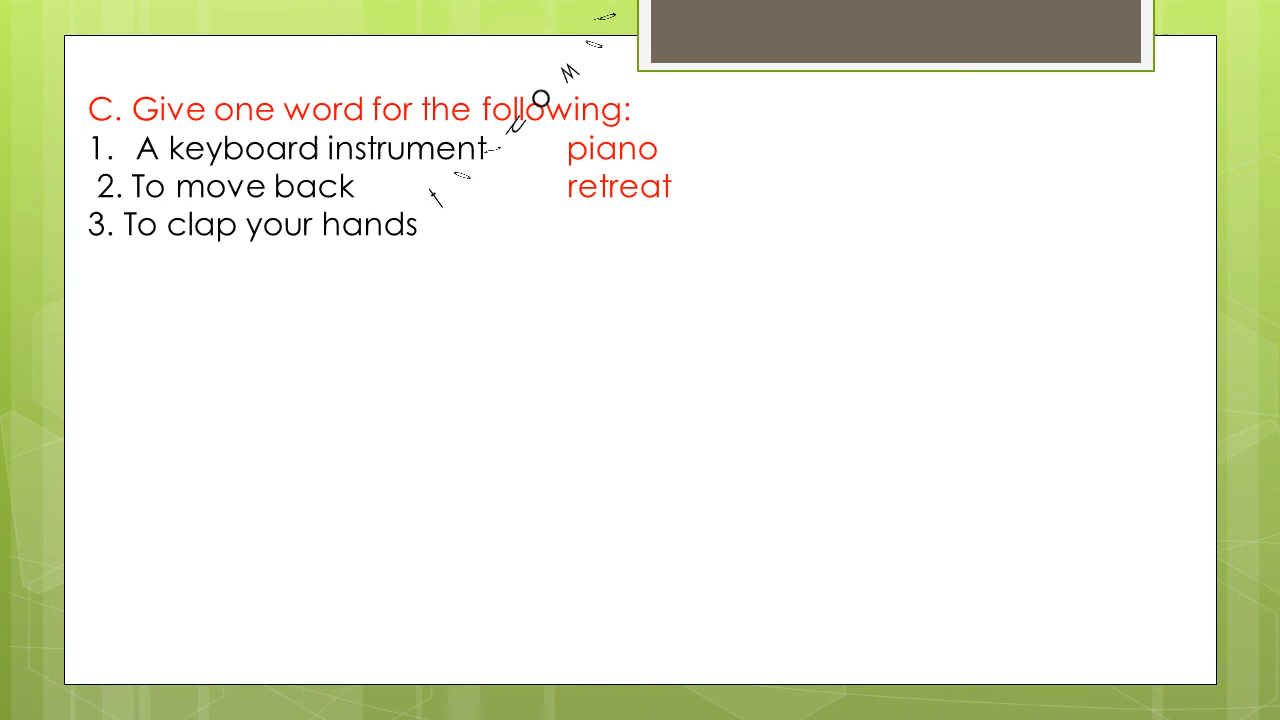 C. Give one word for the following:
1. A keyboard instrument piano
2. To move back retreat
3. To clap your hands